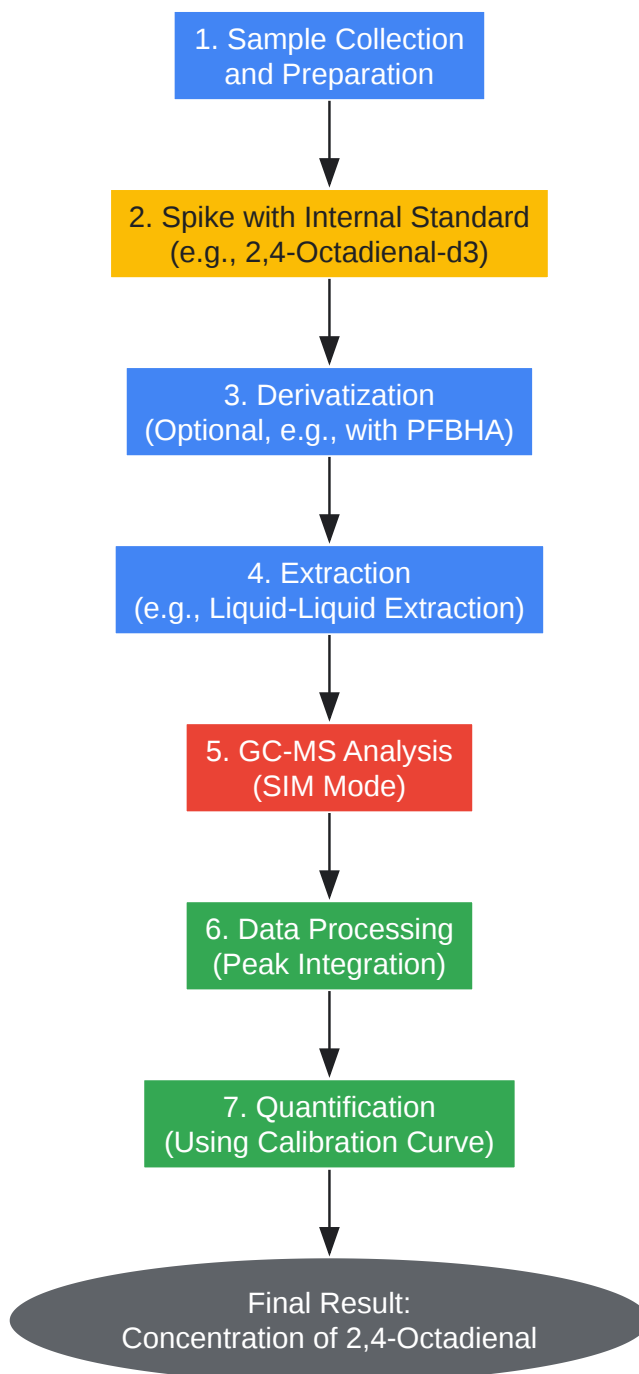 1. Sample Collection
and Preparation
2. Spike with Internal Standard
(e.g., 2,4-Octadienal-d3)
3. Derivatization
(Optional, e.g., with PFBHA)
4. Extraction
(e.g., Liquid-Liquid Extraction)
5. GC-MS Analysis
(SIM Mode)
6. Data Processing
(Peak Integration)
7. Quantification
(Using Calibration Curve)
Final Result:
Concentration of 2,4-Octadienal